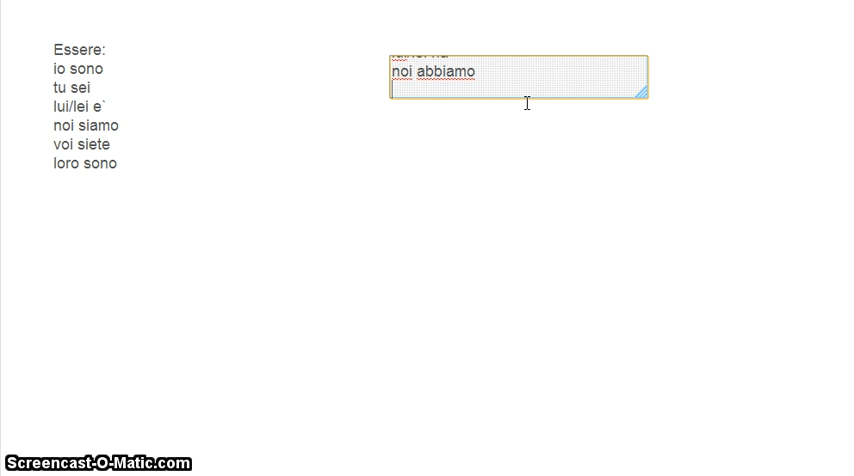 Essere:
io sono
tu sei
lui/lei e`
noi siamo
voi siete
loro sono
noi abbiamo
Screencast-O-Matic.com